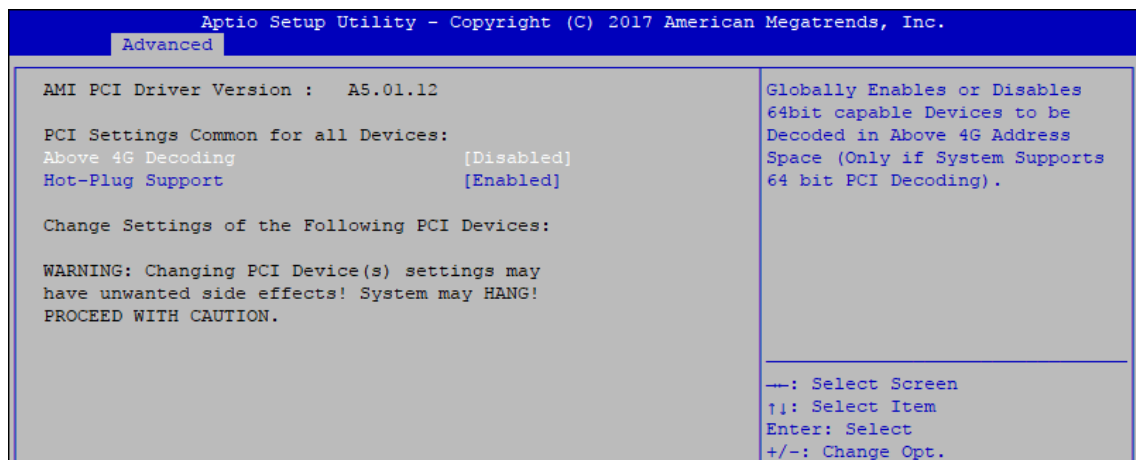 Aptio Setup Utility - Copyright (C) 2017 American Megatrends, Inc.
Advanced
AMI PCI Driver Version :   A5.01.12
PCI Settings Common for all Devices:
Above 4G Decoding   [Disabled]
Hot-Plug Support   [Enabled]
Change Settings of the Following PCI Devices:
WARNING: Changing PCI Device(s) settings may
have unwanted side effects! System may HANG!
PROCEED WITH CAUTION.
Globally Enables or Disables
64bit capable Devices to be
Decoded in Above 4G Address
Space (Only if System Supports
64 bit PCI Decoding).
→←: Select Screen
↑↓: Select Item
Enter: Select
+/-: Change Opt.